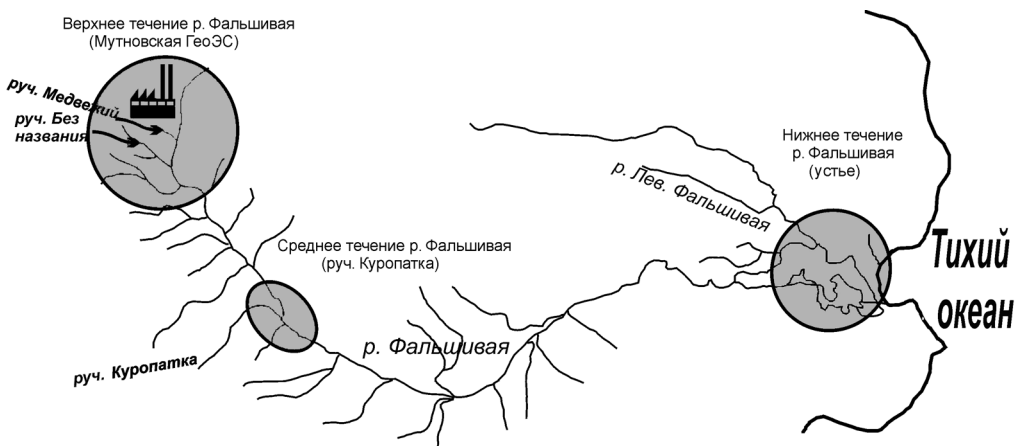 Верхнее течение р. Фальшивая
(Мутновская ГеоЭС)
руч. Медвежий
руч. Без
названия
Нижнее течение
р. Фальшивая
(устье)
р. Лев. Фальшивая
Среднее течение р. Фальшивая
(руч. Куропатка)
Тихий
океан
р. Фальшивая
руч. Куропатка